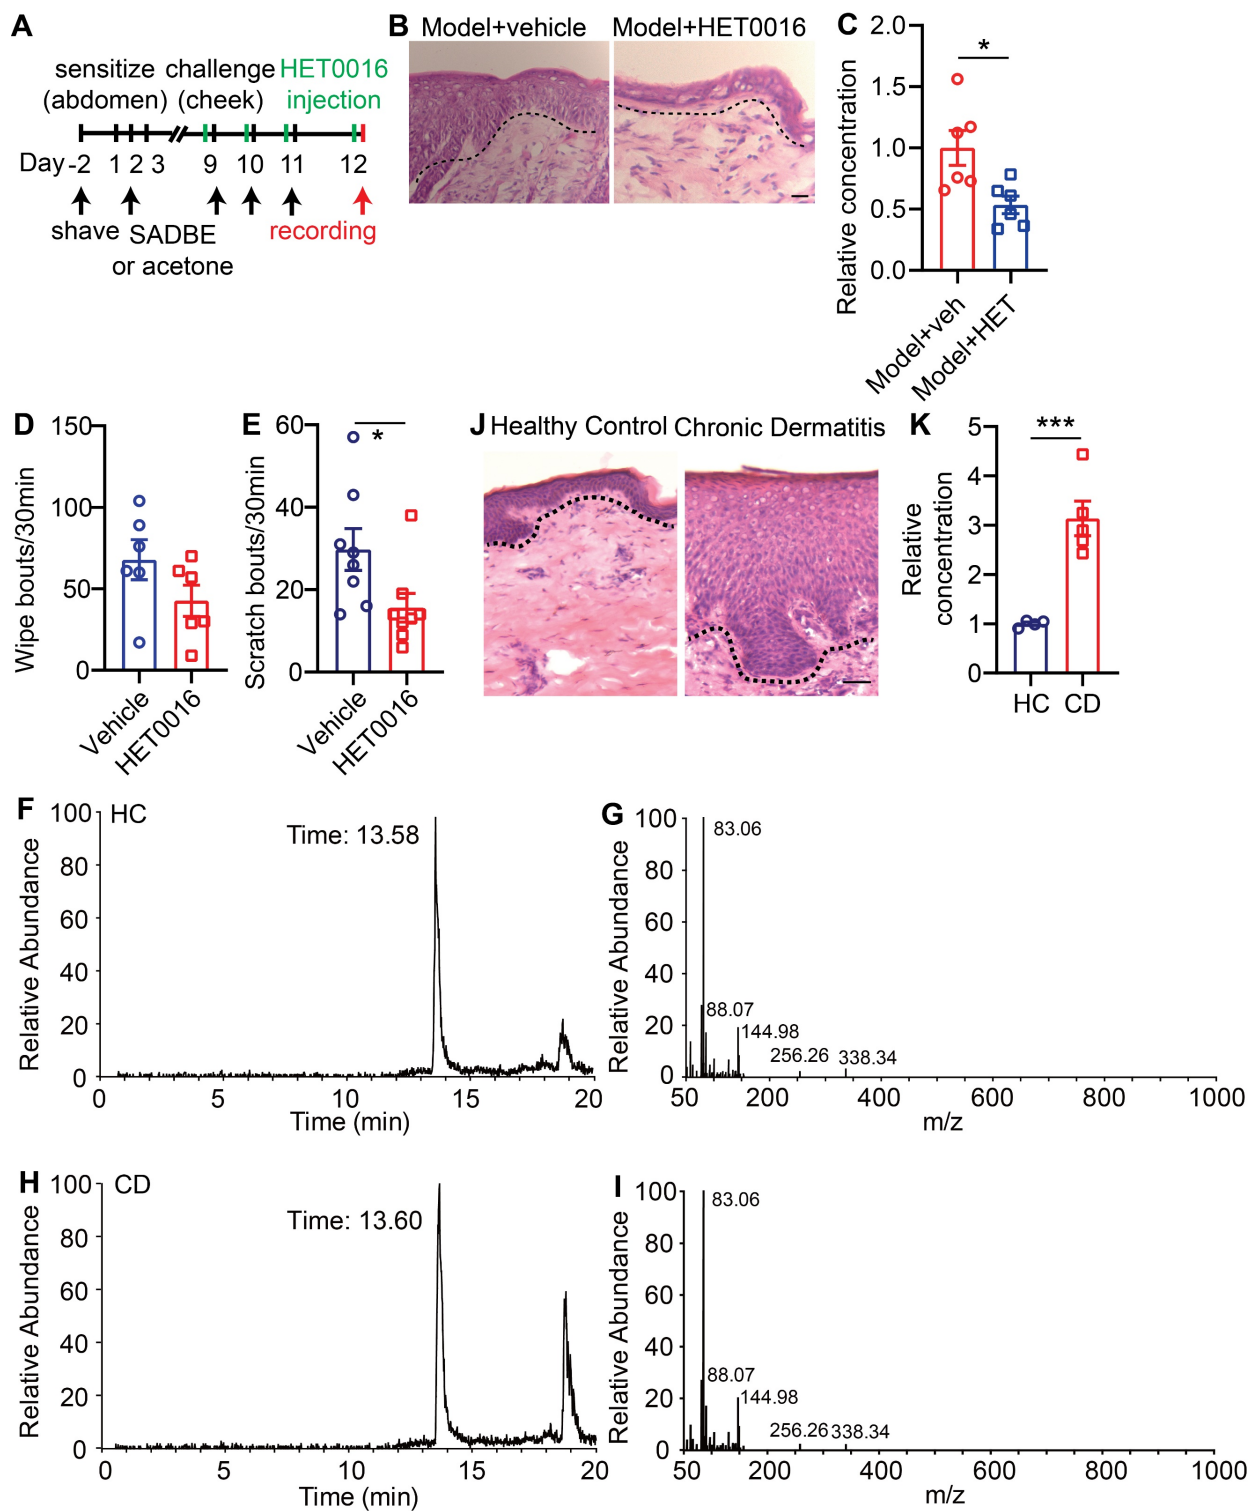 A
sensitize challenge HET0016
(abdomen) (cheek) injection
Day -2 1 2 3 9 10 11 12
shave SADBE recording
or acetone
B Model+vehicle Model+HET0016
C
Relative concentration
2.0
1.5
1.0
0.5
0.0
*
Model+veh
Model+HET
D
Wipe bouts/30min
150
100
50
0
Vehicle
HET0016
E
Scratch bouts/30min
60
40
20
0
*
Vehicle
HET0016
J Healthy Control Chronic Dermatitis
K
Relative
concentration
5
4
3
2
1
0
***
HC CD
F
HC
Time: 13.58
Relative Abundance
100
80
60
40
20
0
0 5 10 15 20
Time (min)
G
Relative Abundance
100
80
60
40
20
0
83.06
88.07
144.98
256.26 338.34
50 200 400 600 800 1000
m/z
H
CD
Time: 13.60
Relative Abundance
100
80
60
40
20
0
0 5 10 15 20
Time (min)
I
Relative Abundance
100
80
60
40
20
0
83.06
88.07
144.98
256.26 338.34
50 200 400 600 800 1000
m/z